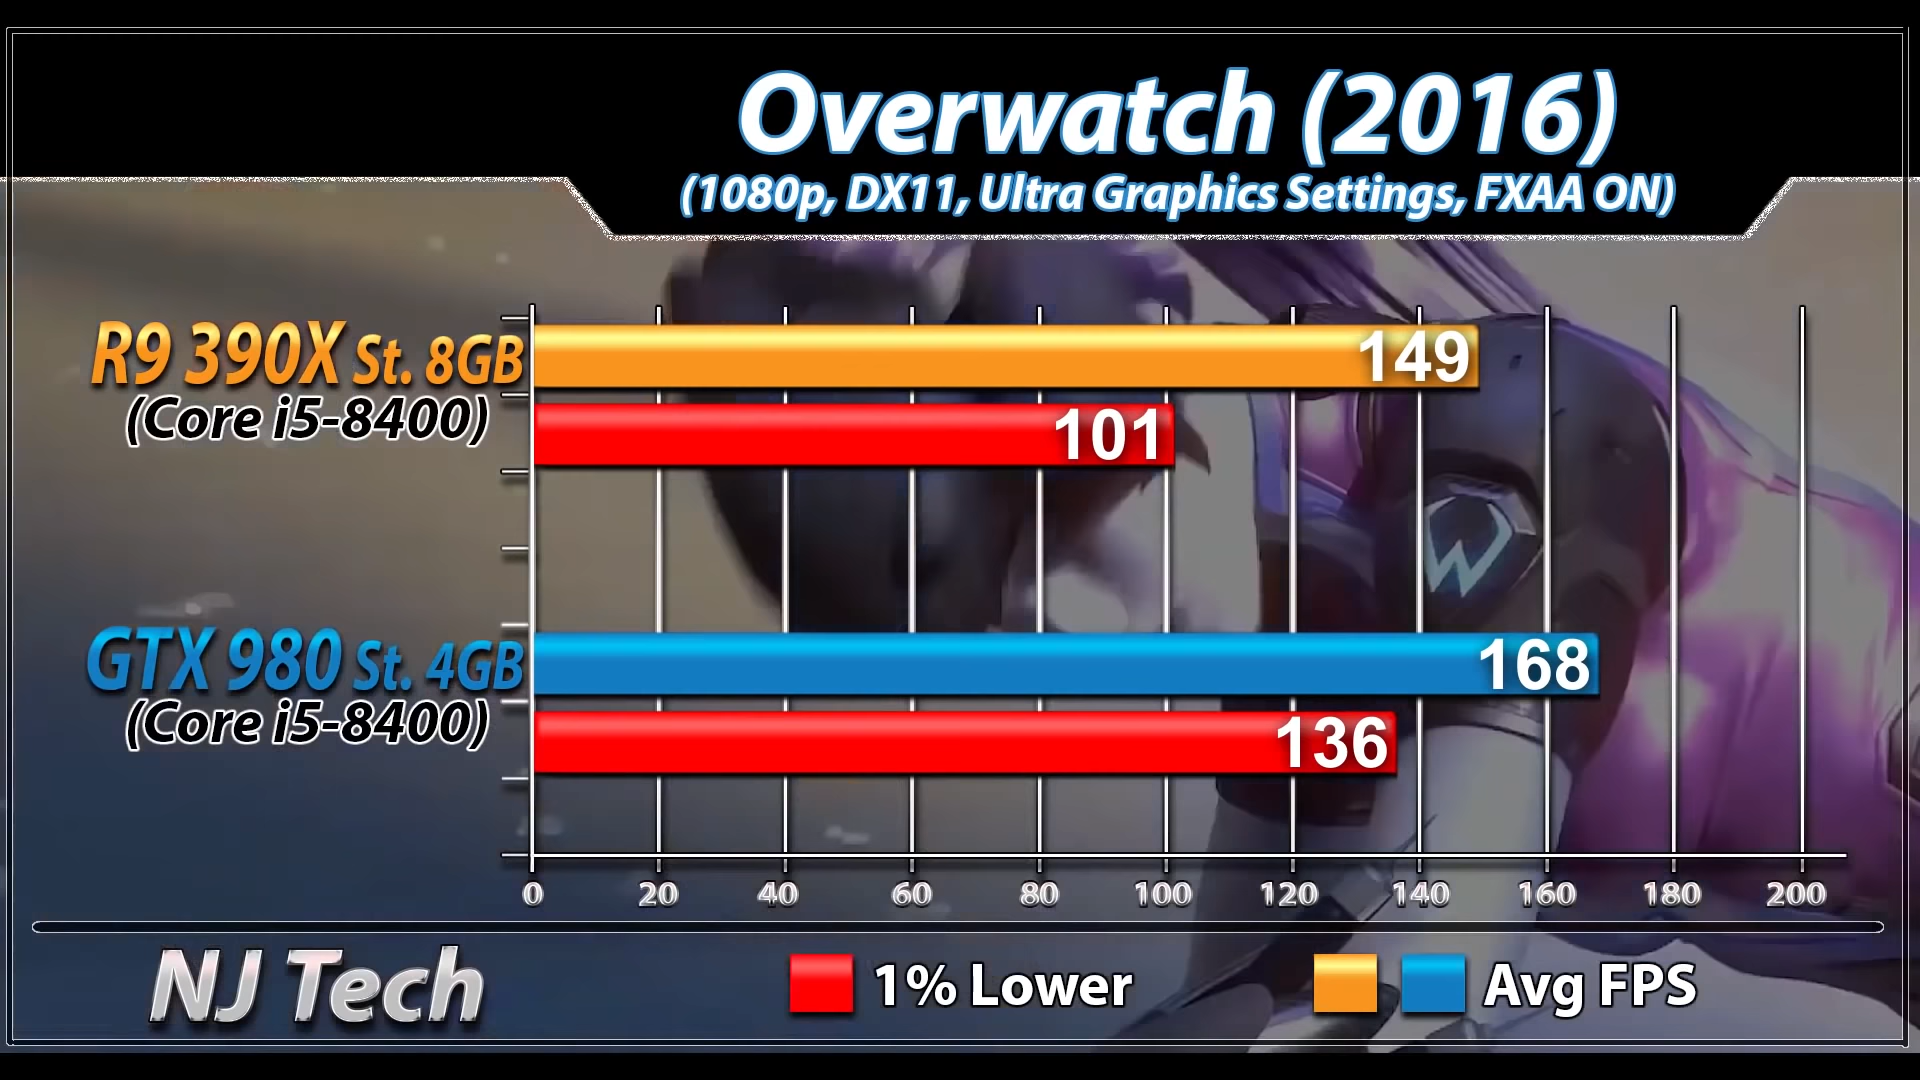 Overwatch (2016)
(1080p, DX11, Ultra Graphics Settings, FXAA ON)
R9 390X St. 8GB
(Core i5-8400)
149
101
GTX 980 St. 4GB
(Core i5-8400)
168
136
0 20 40 60 80 100 120 140 160 180 200
NJ Tech
1% Lower
Avg FPS